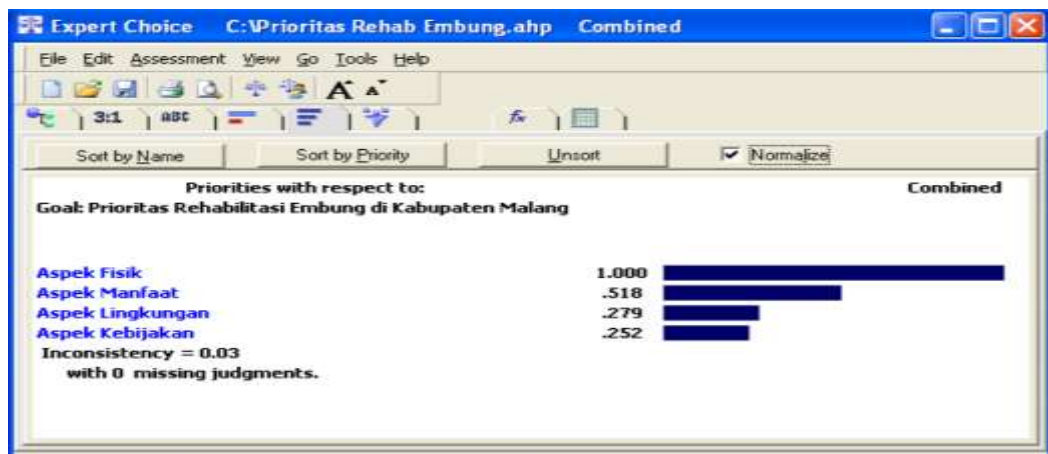 Expert Choice C:\Prioritas Rehab Embung.ahp Combined
File Edit Assessment View Go Tools Help
A A
3:1 ABC fx
Sort by Name Sort by Priority Unsort Normalize
Priorities with respect to: Combined
Goal: Prioritas Rehabilitasi Embung di Kabupaten Malang
Aspek Fisik 1.000
Aspek Manfaat .518
Aspek Lingkungan .279
Aspek Kebijakan .252
Inconsistency = 0.03
with 0 missing judgments.